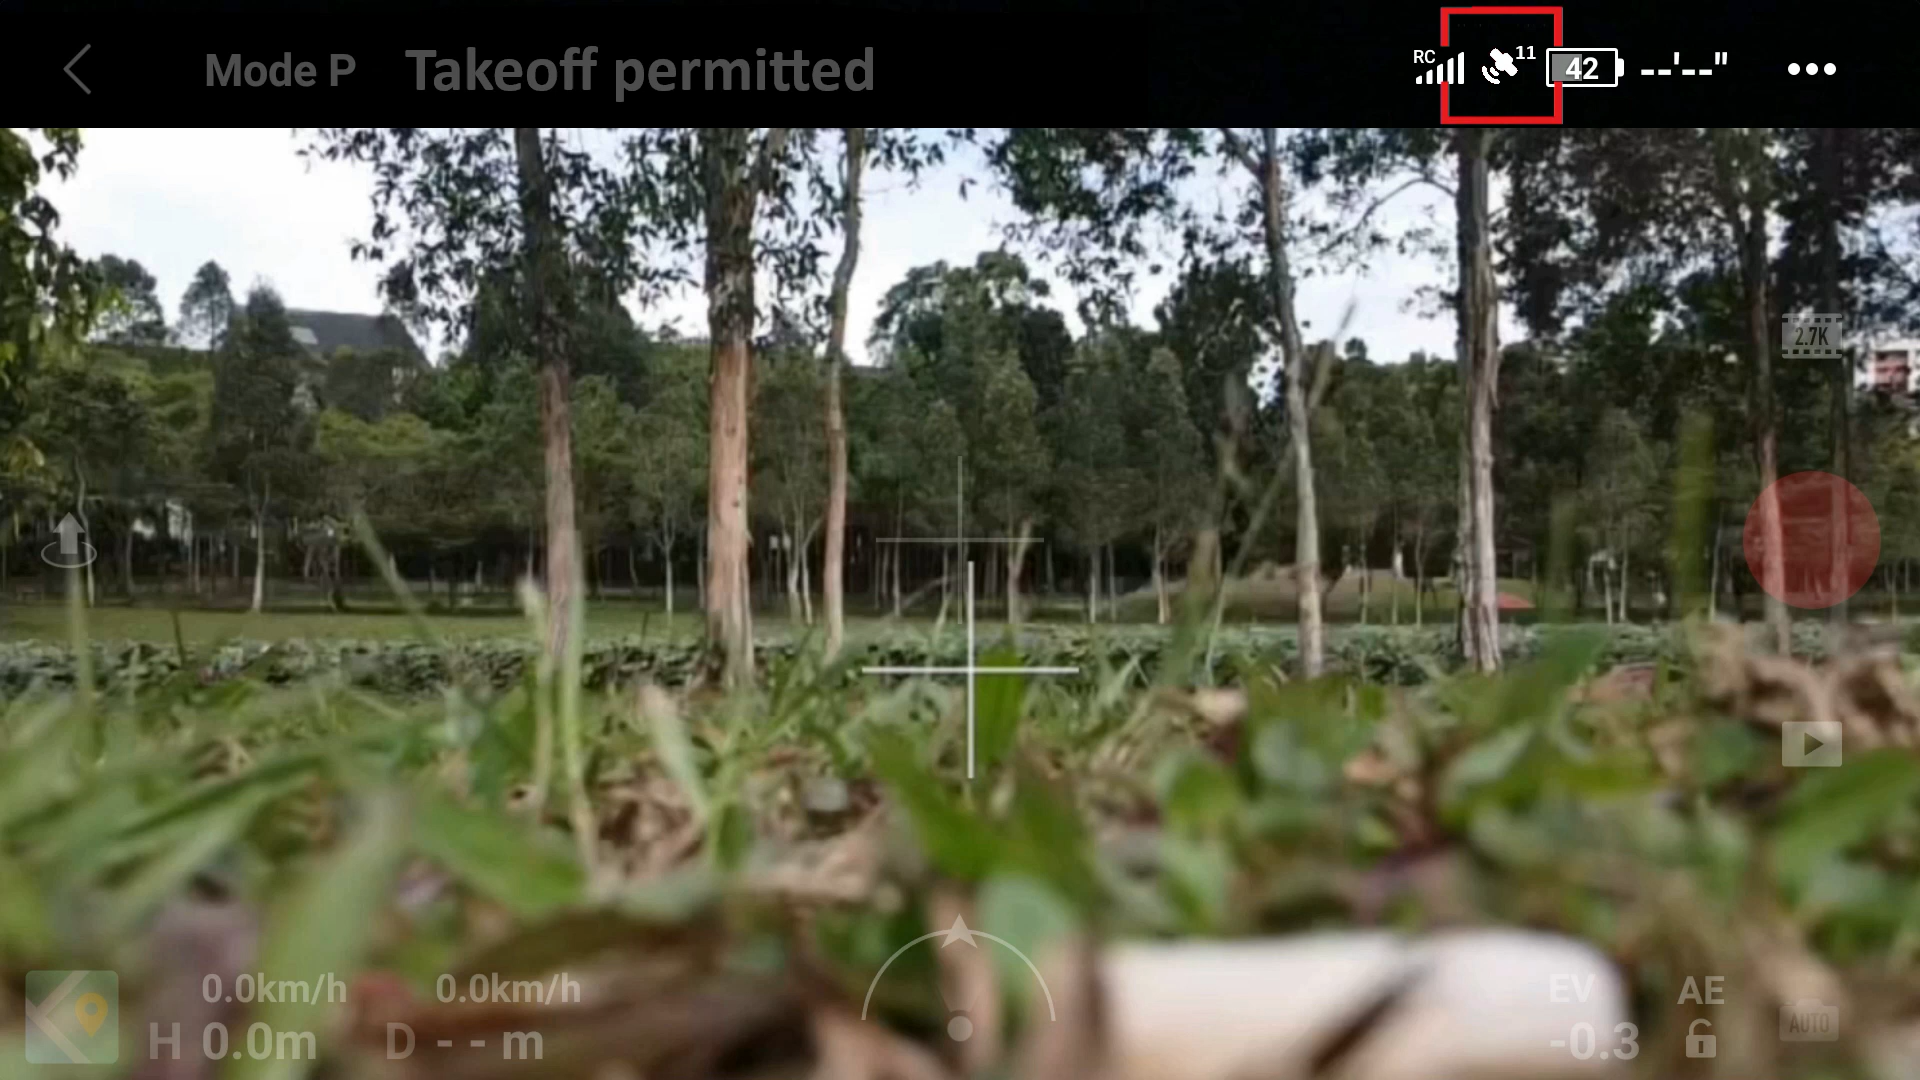 Mode P Takeoff permitted RC 11 42 --'--"
2.7K
0.0km/h 0.0km/h EV AE
H 0.0m D - - m -0.3 AUTO